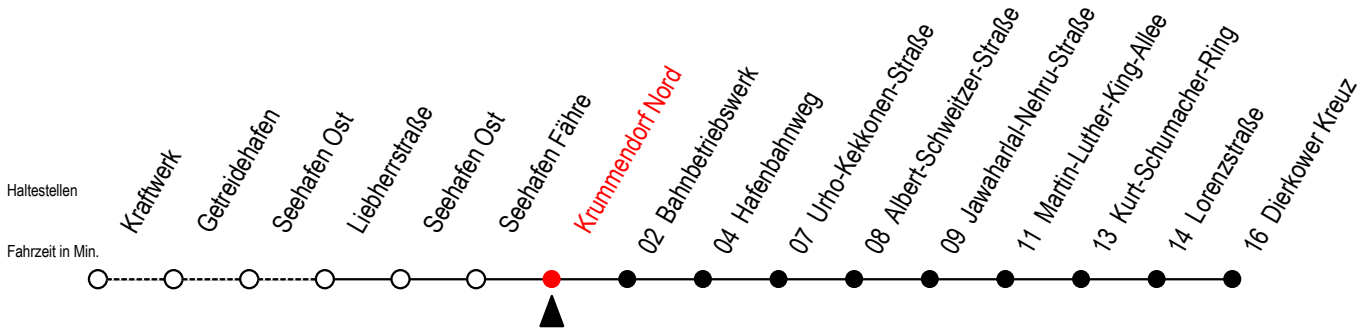 Haltestellen
Fahrzeit in Min.
Kraftwerk
Getreidehafen
Seehafen Ost
Liebherrstraße
Seehafen Ost
Seehafen Fähre
Krummendorf Nord
02 Bahnbetriebswerk
04 Hafenbahnweg
07 Urho-Kekkonen-Straße
08 Albert-Schweitzer-Straße
09 Jawaharlal-Nehru-Straße
11 Martin-Luther-King-Allee
13 Kurt-Schumacher-Ring
14 Lorenzstraße
16 Dierkower Kreuz